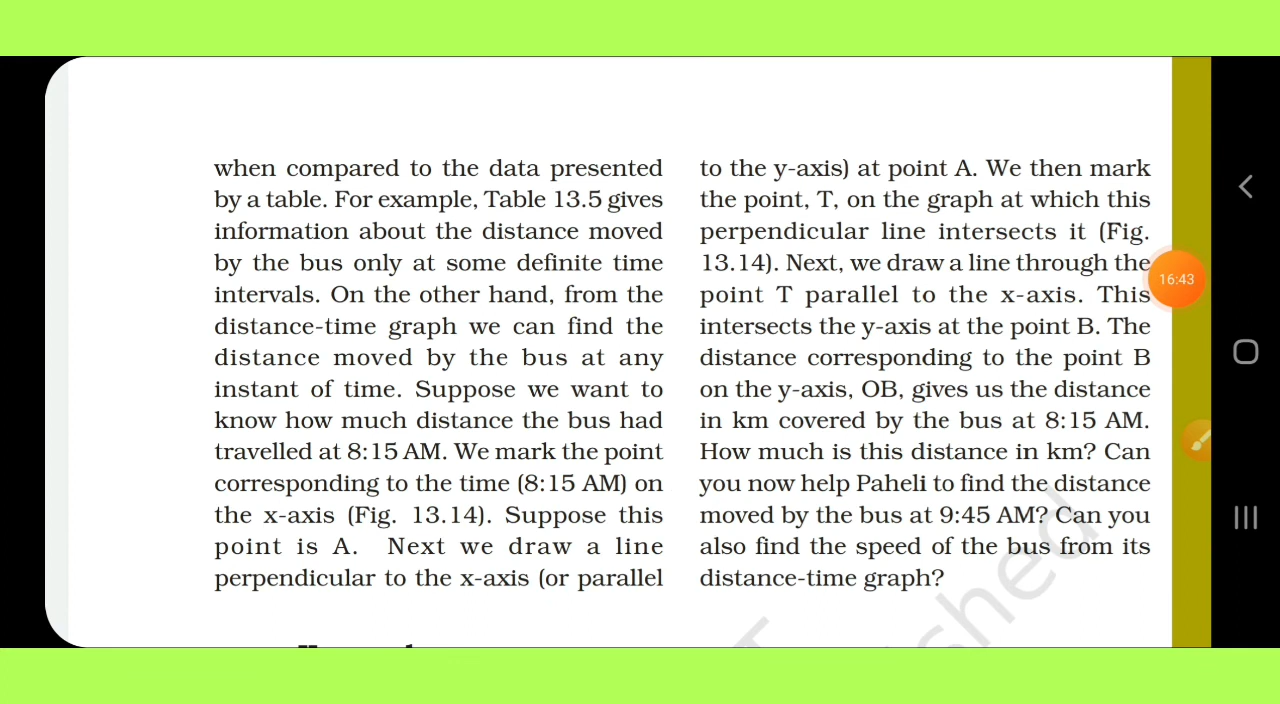 when compared to the data presented
by a table. For example, Table 13.5 gives
information about the distance moved
by the bus only at some definite time
intervals. On the other hand, from the
distance-time graph we can find the
distance moved by the bus at any
instant of time. Suppose we want to
know how much distance the bus had
travelled at 8:15 AM. We mark the point
corresponding to the time (8:15 AM) on
the x-axis (Fig. 13.14). Suppose this
point is A. Next we draw a line
perpendicular to the x-axis (or parallel
to the y-axis) at point A. We then mark
the point, T, on the graph at which this
perpendicular line intersects it (Fig.
13.14). Next, we draw a line through the
point T parallel to the x-axis. This
intersects the y-axis at the point B. The
distance corresponding to the point B
on the y-axis, OB, gives us the distance
in km covered by the bus at 8:15 AM.
How much is this distance in km? Can
you now help Paheli to find the distance
moved by the bus at 9:45 AM? Can you
also find the speed of the bus from its
distance-time graph?
16:43